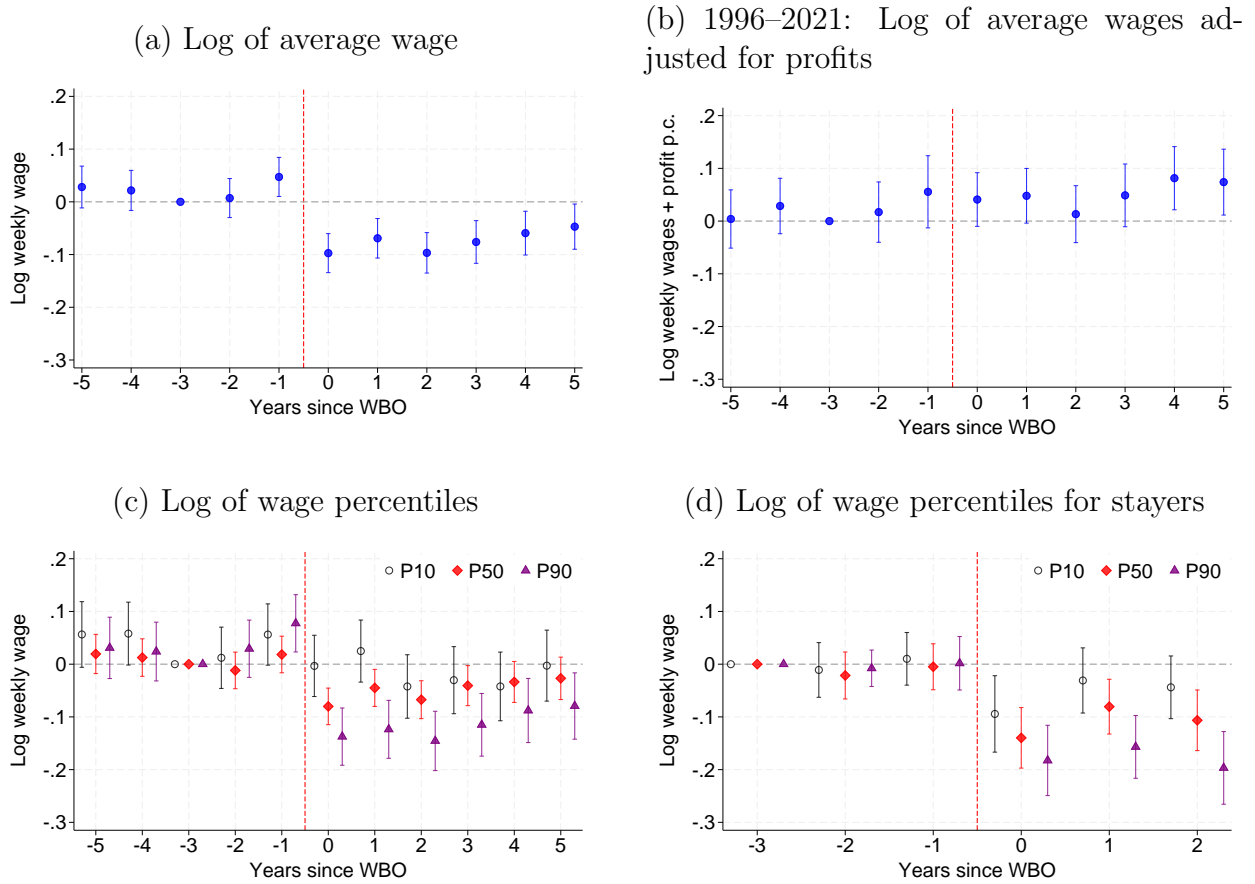 (a) Log of average wage
Log weekly wage
.2
.1
0
-.1
-.2
-.3
-5 -4 -3 -2 -1 0 1 2 3 4 5
Years since WBO
(b) 1996–2021: Log of average wages ad-
justed for profits
Log weekly wages + profit p.c.
.2
.1
0
-.1
-.2
-.3
-5 -4 -3 -2 -1 0 1 2 3 4 5
Years since WBO
(c) Log of wage percentiles
Log weekly wage
.2
.1
0
-.1
-.2
-.3
P10 P50 P90
-5 -4 -3 -2 -1 0 1 2 3 4 5
Years since WBO
(d) Log of wage percentiles for stayers
Log weekly wage
.2
.1
0
-.1
-.2
-.3
P10 P50 P90
-3 -2 -1 0 1 2
Years since WBO